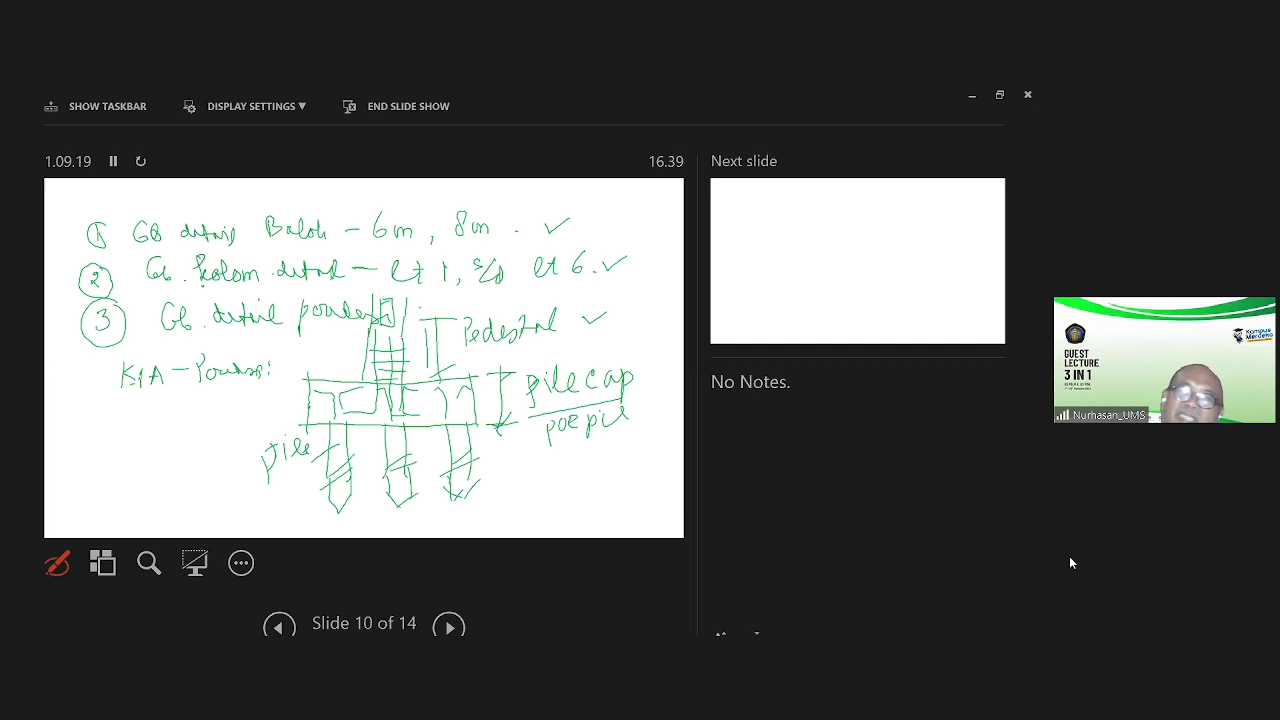 SHOW TASKBAR DISPLAY SETTINGS ▼ END SLIDE SHOW
1.09.19 16.39 Next slide
1 GB detail Balok - 6m, 8m.
2 Gb. kolom detail - Lt 1, s/d Lt 6.
3 Gb. detail
Pedestal
pile cap
pile
No Notes.
Slide 10 of 14
GUEST
LECTURE
3 IN 1
Kampus
Merdeka
Nurhasan_UMS